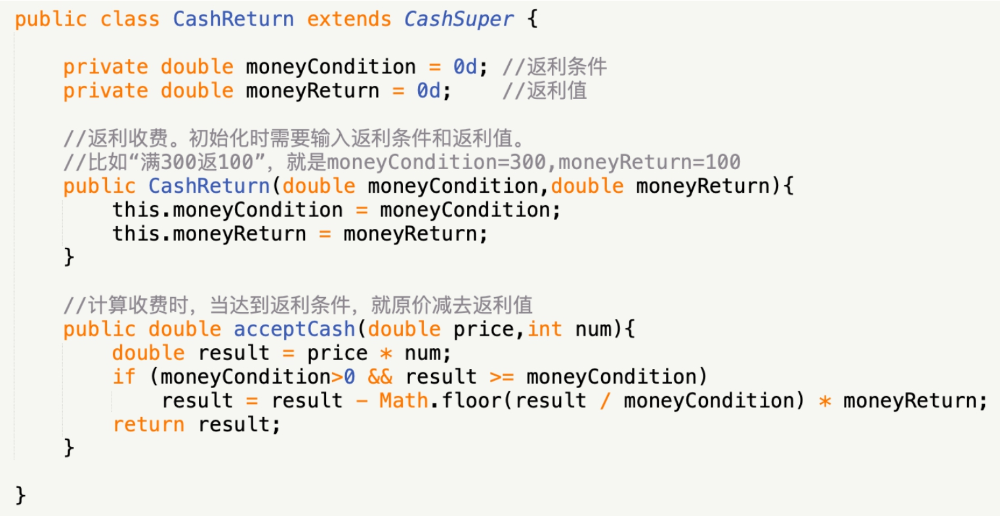 public class CashReturn extends CashSuper {
private double moneyCondition = 0d; //返利条件
private double moneyReturn = 0d;    //返利值
//返利收费。初始化时需要输入返利条件和返利值。
//比如“满300返100”，就是moneyCondition=300,moneyReturn=100
public CashReturn(double moneyCondition,double moneyReturn){
this.moneyCondition = moneyCondition;
this.moneyReturn = moneyReturn;
}
//计算收费时，当达到返利条件，就原价减去返利值
public double acceptCash(double price,int num){
double result = price * num;
if (moneyCondition>0 && result >= moneyCondition)
result = result - Math.floor(result / moneyCondition) * moneyReturn;
return result;
}
}